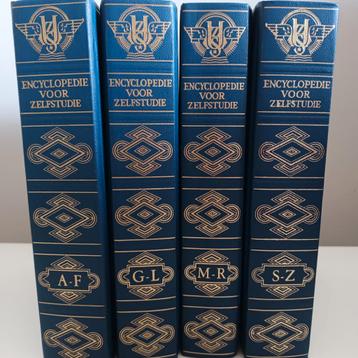 ENCYCLOPEDIE
VOOR
ZELFSTUDIE
A-F
ENCYCLOPEDIE
VOOR
ZELFSTUDIE
G-L
ENCYCLOPEDIE
VOOR
ZELFSTUDIE
M-R
ENCYCLOPEDIE
VOOR
ZELFSTUDIE
S-Z